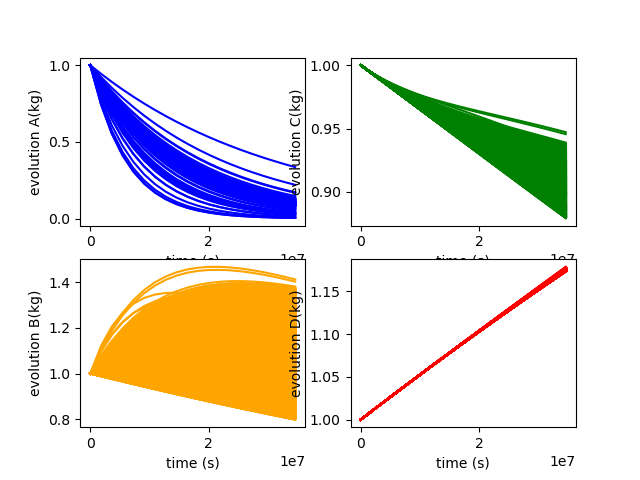 evolution A(kg)
1.0
0.5
0.0
0
2
1e7
time (s)
evolution C(kg)
1.00
0.95
0.90
0
2
1e7
time (s)
evolution B(kg)
1.4
1.2
1.0
0.8
0
2
1e7
time (s)
evolution D(kg)
1.15
1.10
1.05
1.00
0
2
1e7
time (s)